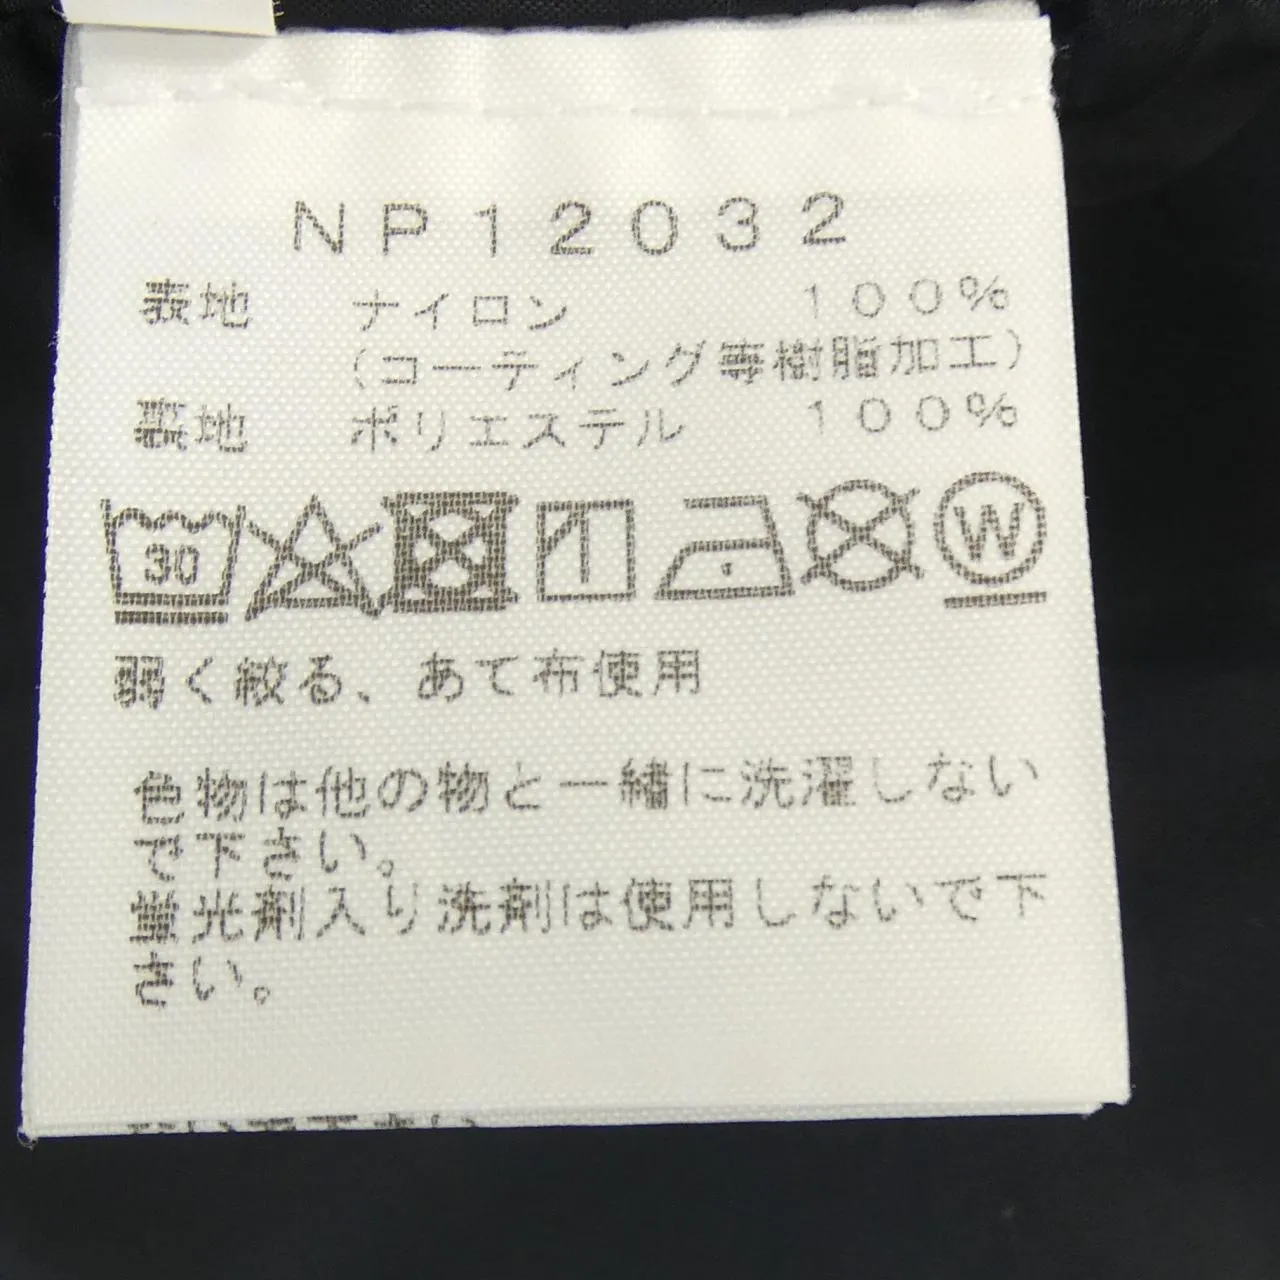 NP12032
表地 ナイロン 100%
(コーティング等樹脂加工)
裏地 ポリエステル 100%
30 W
弱く絞る、あて布使用
色物は他の物と一緒に洗濯しない
で下さい。
蛍光剤入り洗剤は使用しないで下
さい。